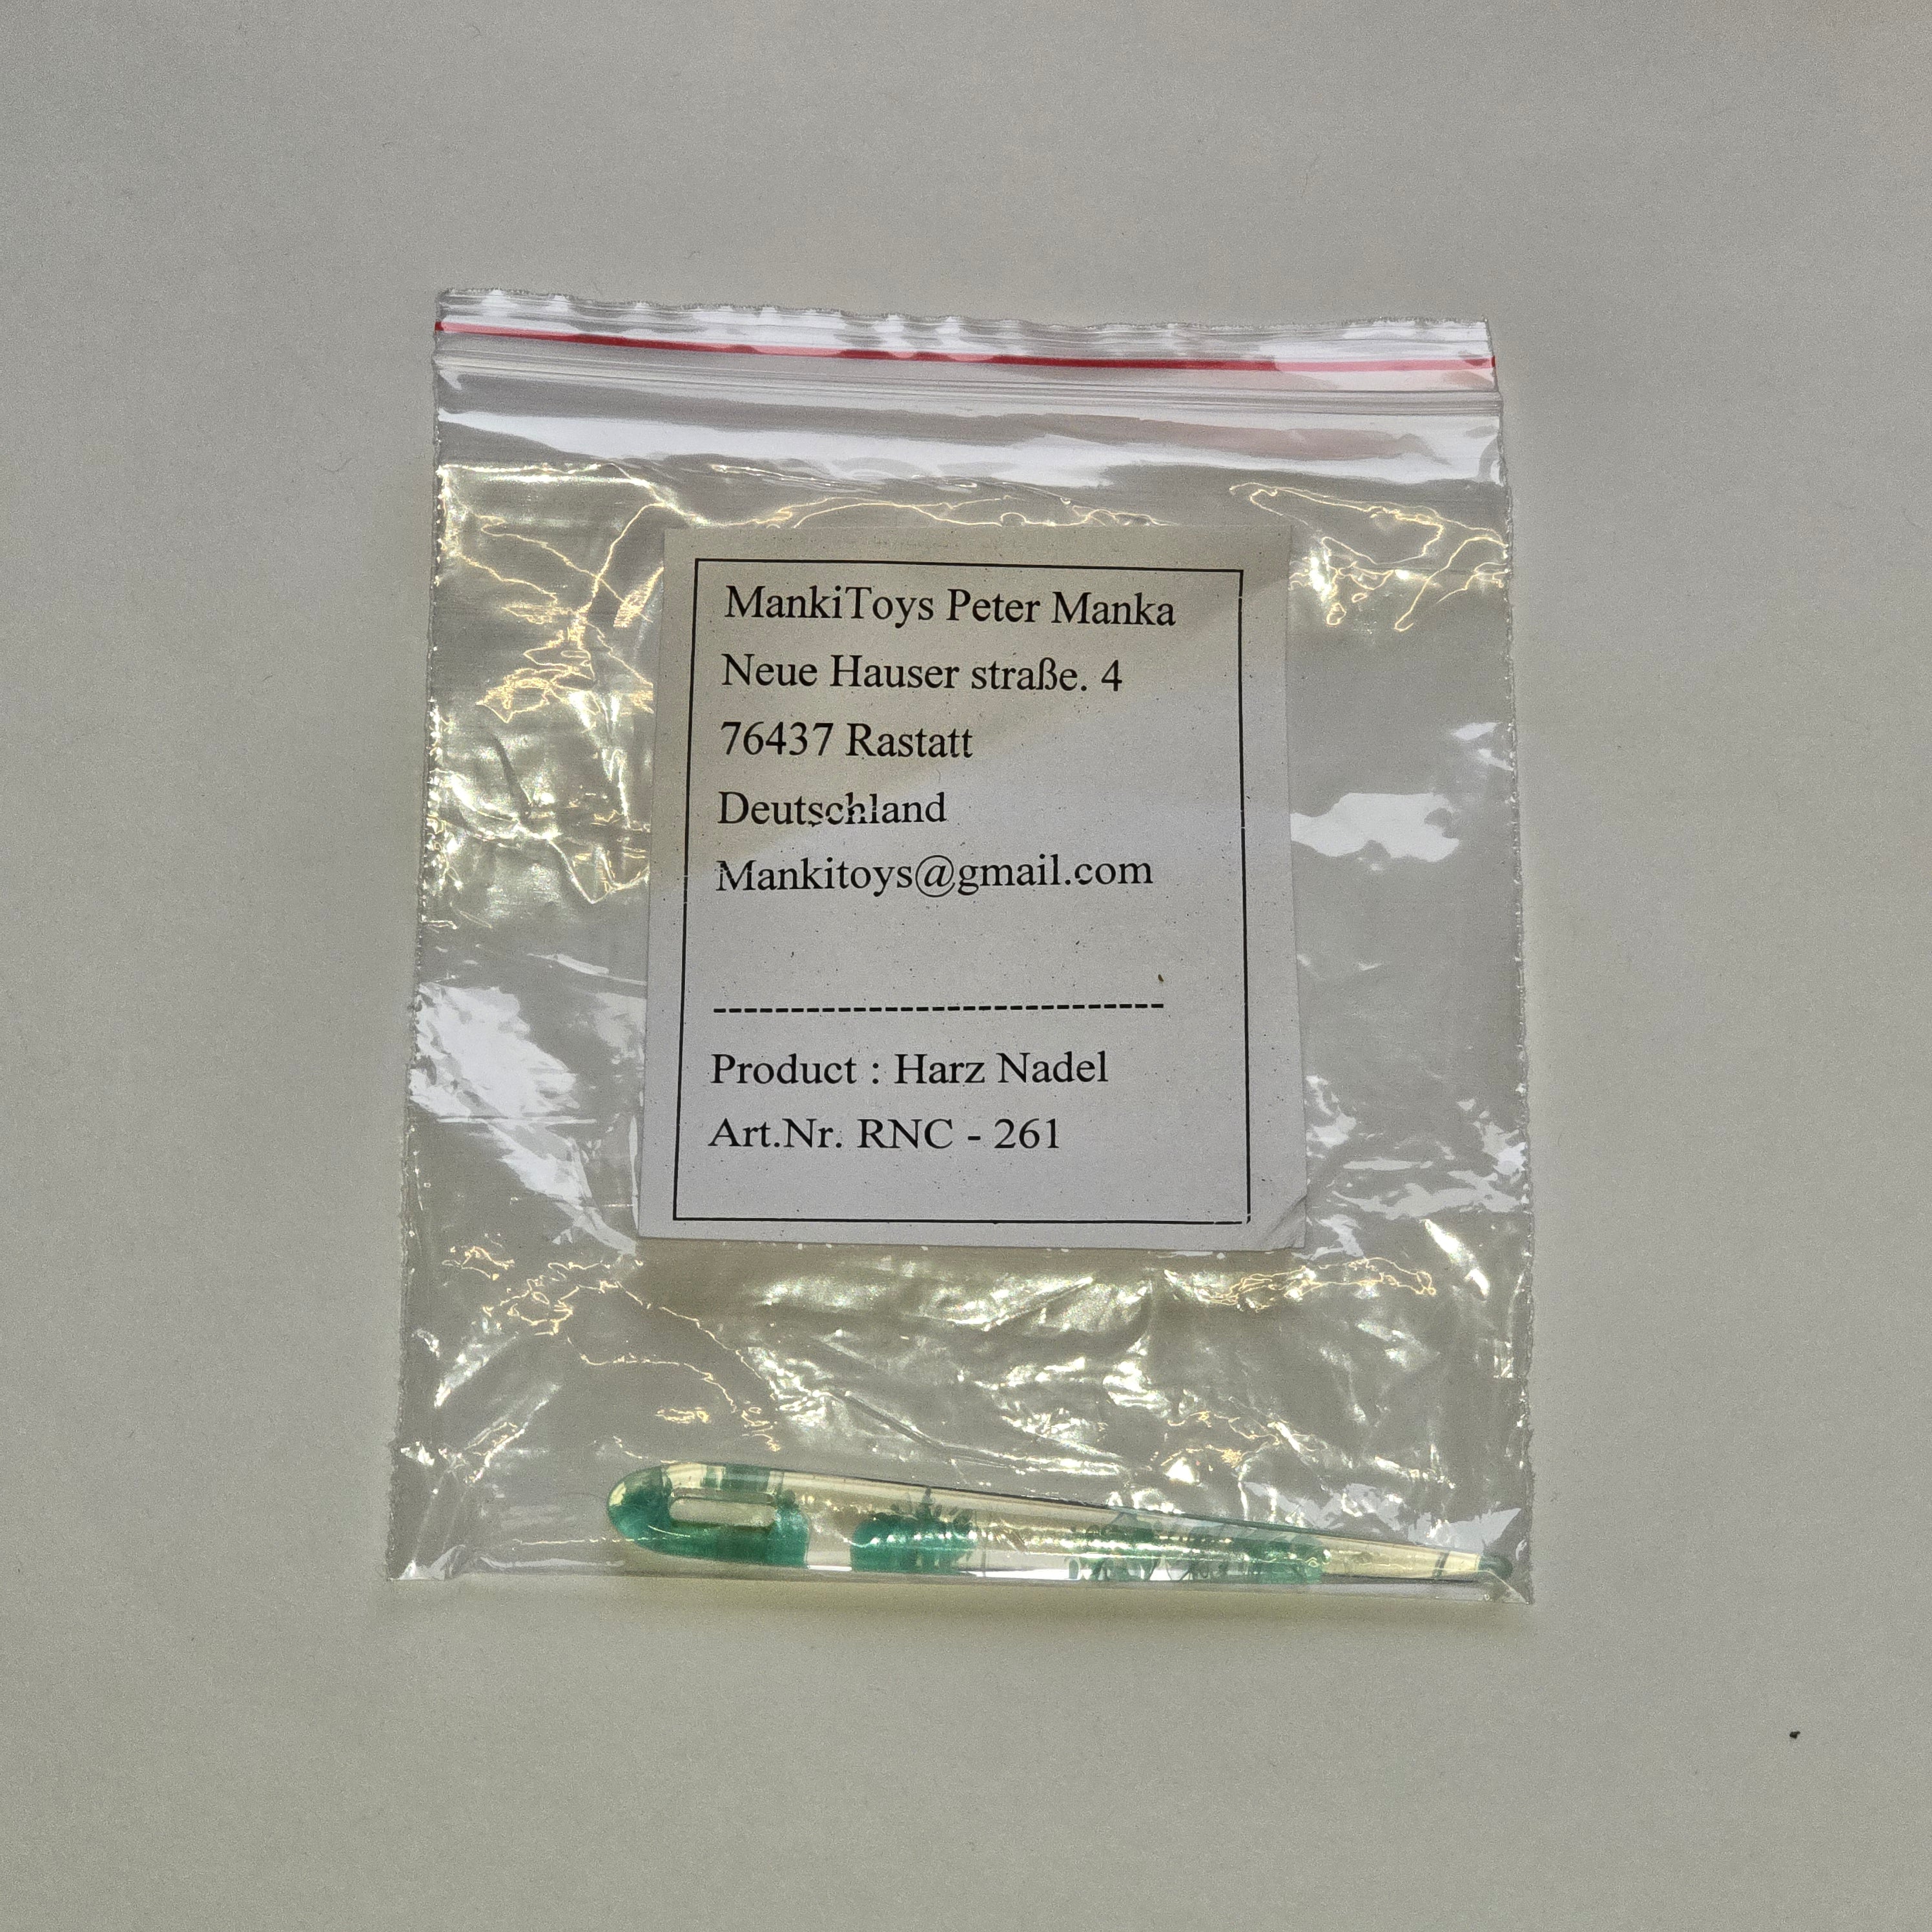 MankiToys Peter Manka
Neue Hauser straße. 4
76437 Rastatt
Deutschland
Mankitoys@gmail.com
-----------------------------
Product : Harz Nadel
Art.Nr. RNC - 261